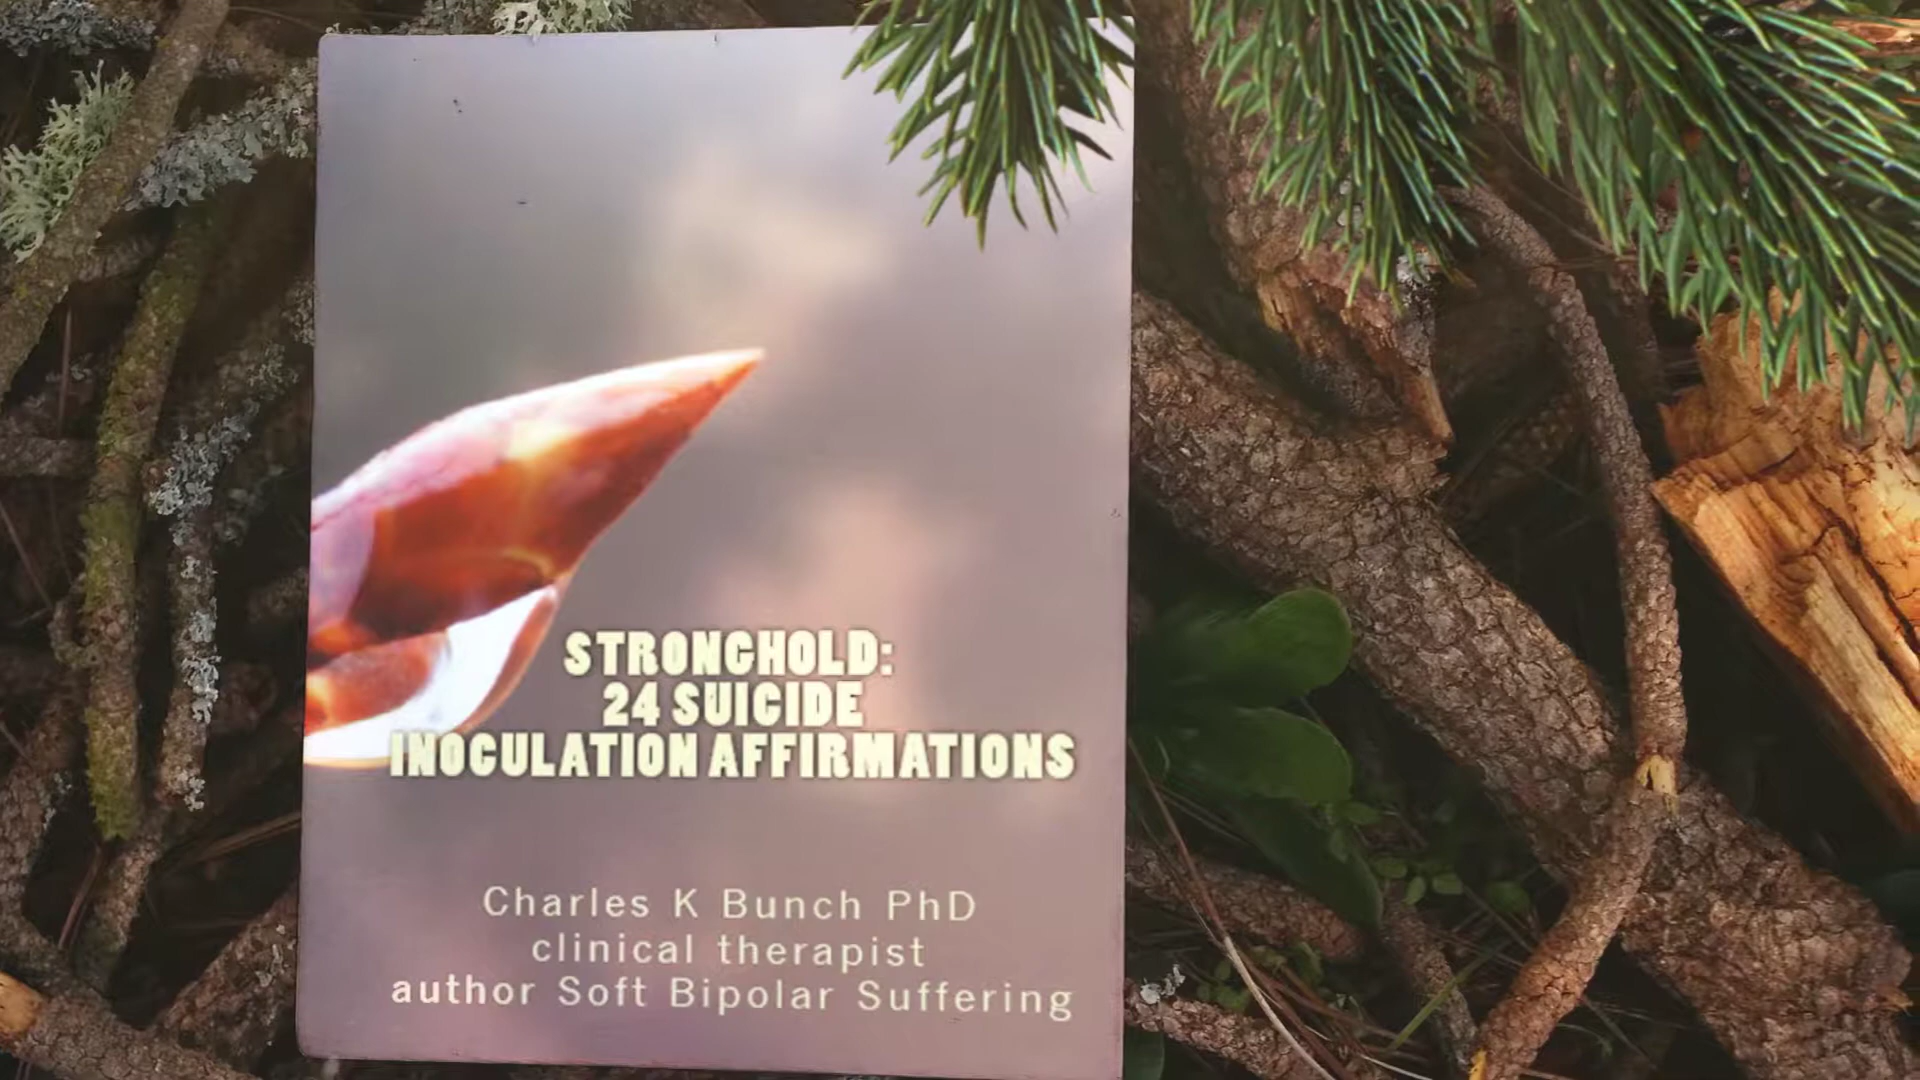 STRONGHOLD:
24 SUICIDE
INOCULATION AFFIRMATIONS
Charles K Bunch PhD
clinical therapist
author Soft Bipolar Suffering